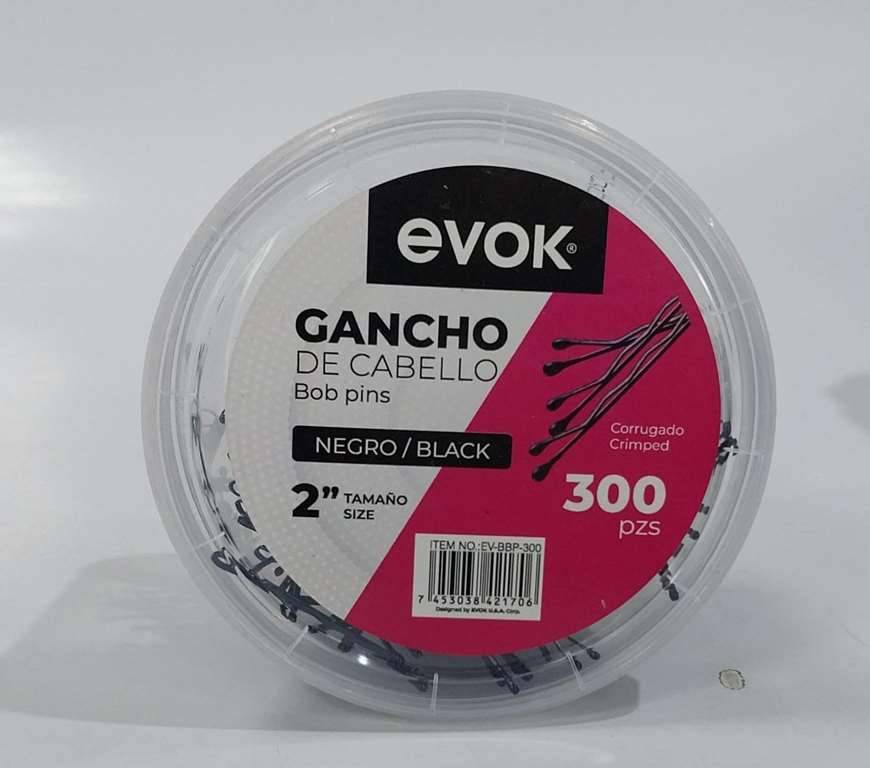 evok®
GANCHO
DE CABELLO
Bob pins
NEGRO / BLACK
2” TAMAÑO
SIZE
Corrugado
Crimped
300
pzs
ITEM NO.:EV-BBP-300
7 453038 421706
Designed by EVOK U.S.A. Corp.